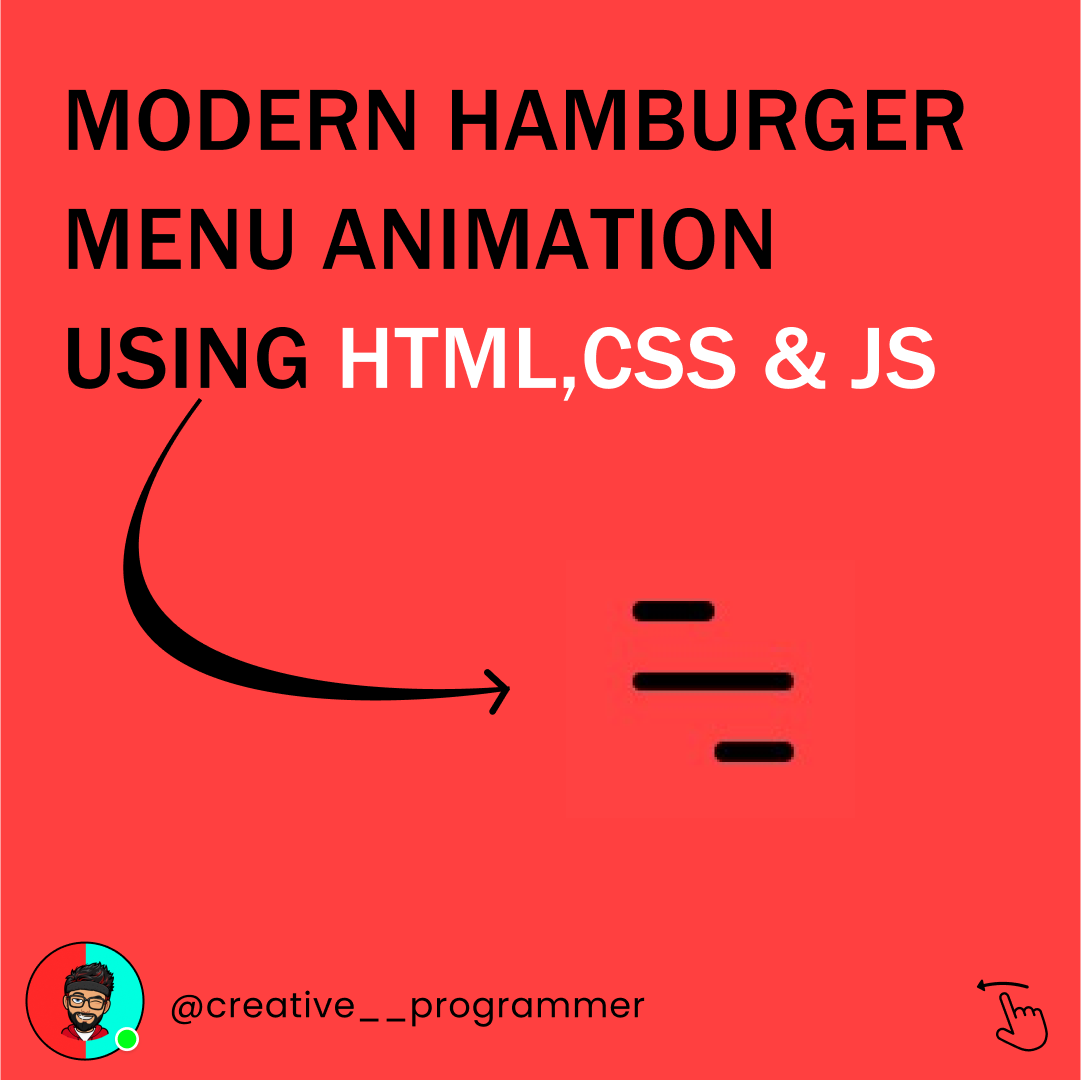 MODERN HAMBURGER
MENU ANIMATION
USING HTML,CSS & JS
@creative__programmer